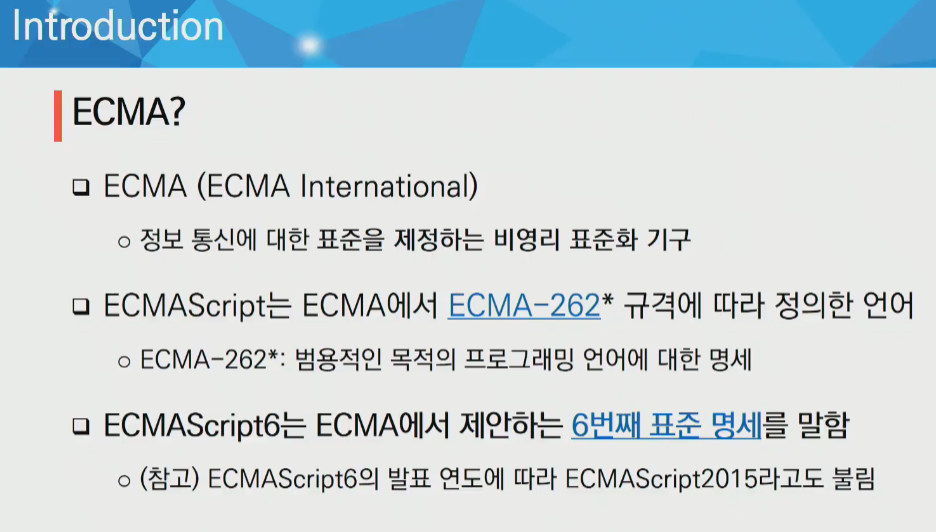 Introduction
ECMA?
❑ ECMA (ECMA International)
○ 정보 통신에 대한 표준을 제정하는 비영리 표준화 기구
❑ ECMAScript는 ECMA에서 ECMA-262* 규격에 따라 정의한 언어
○ ECMA-262*: 범용적인 목적의 프로그래밍 언어에 대한 명세
❑ ECMAScript6는 ECMA에서 제안하는 6번째 표준 명세를 말함
○ (참고) ECMAScript6의 발표 연도에 따라 ECMAScript2015라고도 불림